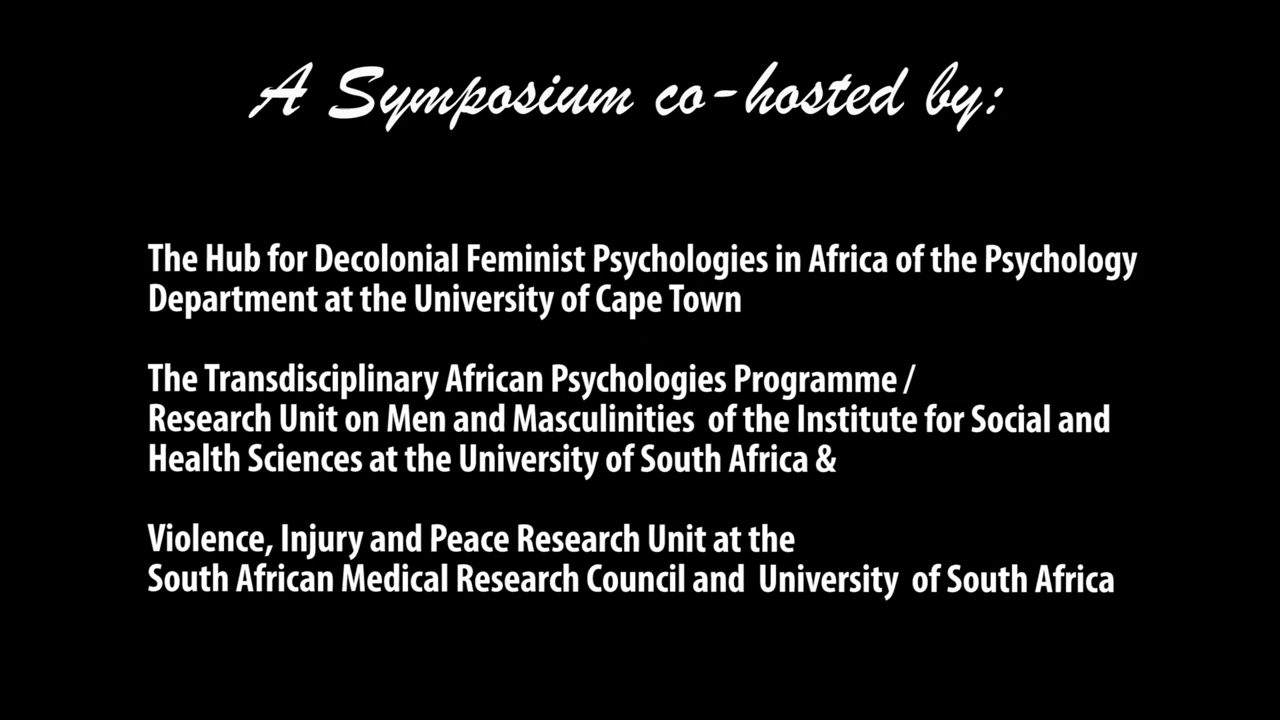 A Symposium co-hosted by:
The Hub for Decolonial Feminist Psychologies in Africa of the Psychology
Department at the University of Cape Town
The Transdisciplinary African Psychologies Programme /
Research Unit on Men and Masculinities of the Institute for Social and
Health Sciences at the University of South Africa &
Violence, Injury and Peace Research Unit at the
South African Medical Research Council and University of South Africa